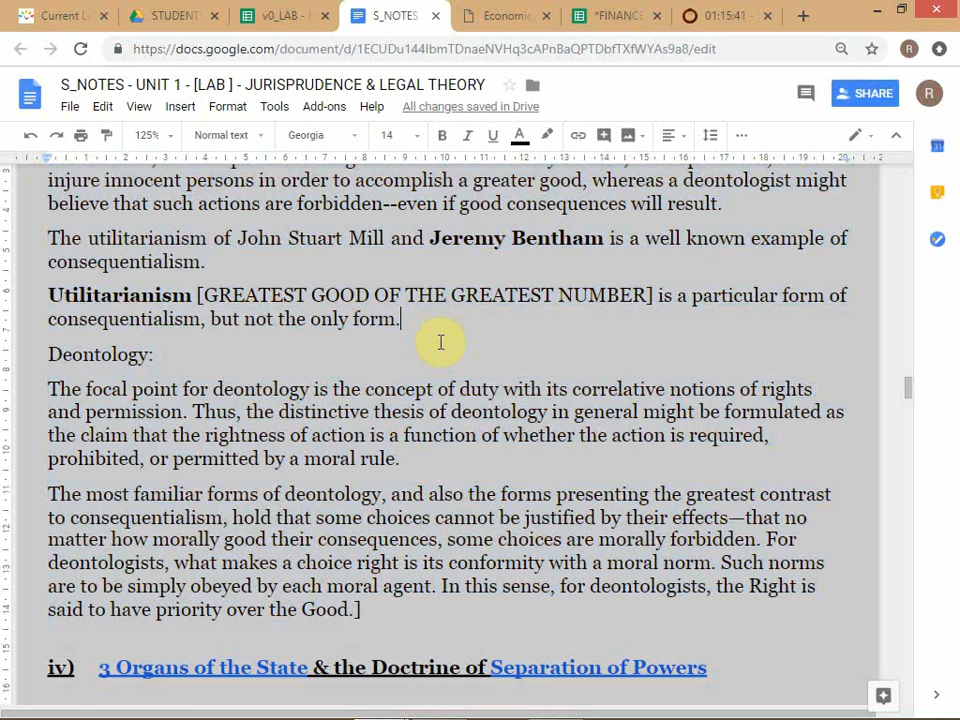 Current L
STUDENT
v0_LAB -
S_NOTES
Economic
*FINANCE
01:15:41 -
https://docs.google.com/document/d/1ECUDu144IbmTDnaeNVHq3cAPnBaQPTDbfTXfWYAs9a8/edit
R
S_NOTES - UNIT 1 - [LAB ] - JURISPRUDENCE & LEGAL THEORY
SHARE
R
File Edit View Insert Format Tools Add-ons Help All changes saved in Drive
125% Normal text Georgia 14 B I U A
injure innocent persons in order to accomplish a greater good, whereas a deontologist might
believe that such actions are forbidden--even if good consequences will result.
The utilitarianism of John Stuart Mill and Jeremy Bentham is a well known example of
consequentialism.
Utilitarianism [GREATEST GOOD OF THE GREATEST NUMBER] is a particular form of
consequentialism, but not the only form.
Deontology:
The focal point for deontology is the concept of duty with its correlative notions of rights
and permission. Thus, the distinctive thesis of deontology in general might be formulated as
the claim that the rightness of action is a function of whether the action is required,
prohibited, or permitted by a moral rule.
The most familiar forms of deontology, and also the forms presenting the greatest contrast
to consequentialism, hold that some choices cannot be justified by their effects—that no
matter how morally good their consequences, some choices are morally forbidden. For
deontologists, what makes a choice right is its conformity with a moral norm. Such norms
are to be simply obeyed by each moral agent. In this sense, for deontologists, the Right is
said to have priority over the Good.]
iv) 3 Organs of the State & the Doctrine of Separation of Powers